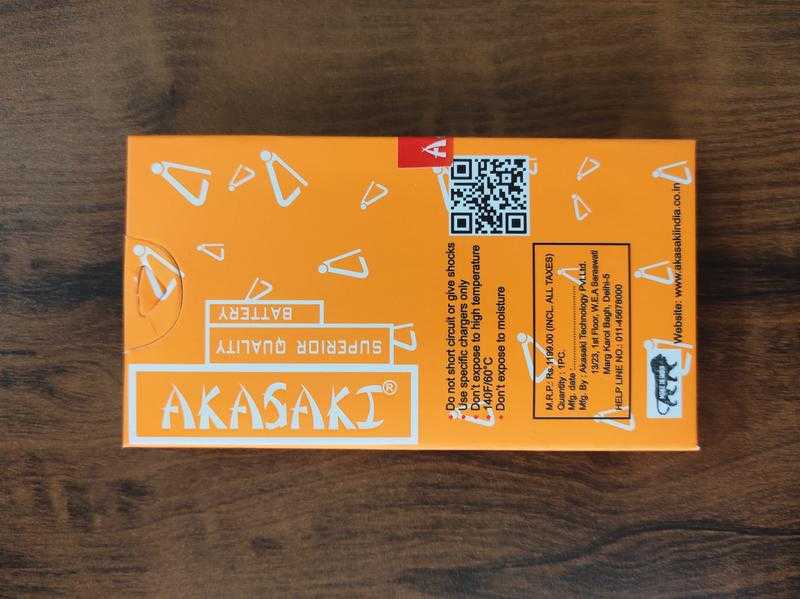 AKASAKI®
SUPERIOR QUALITY
BATTERY
• Do not short circuit or give shocks
• Use specific chargers only
• Don't expose to high temperature
• 140F/60°C
• Don't expose to moisture
M.R.P.: Rs.1199.00 (INCL. ALL TAXES)
Quantity : 1PC.
Mfg. date :........................
Mfg. By : Akasaki Technology Pvt.Ltd.
13/23, 1st Floor, W.E.A Saraswati
Marg Karol Bagh, Delhi-5
HELP LINE NO.: 011-45678000
Website: www.akasakiindia.co.in